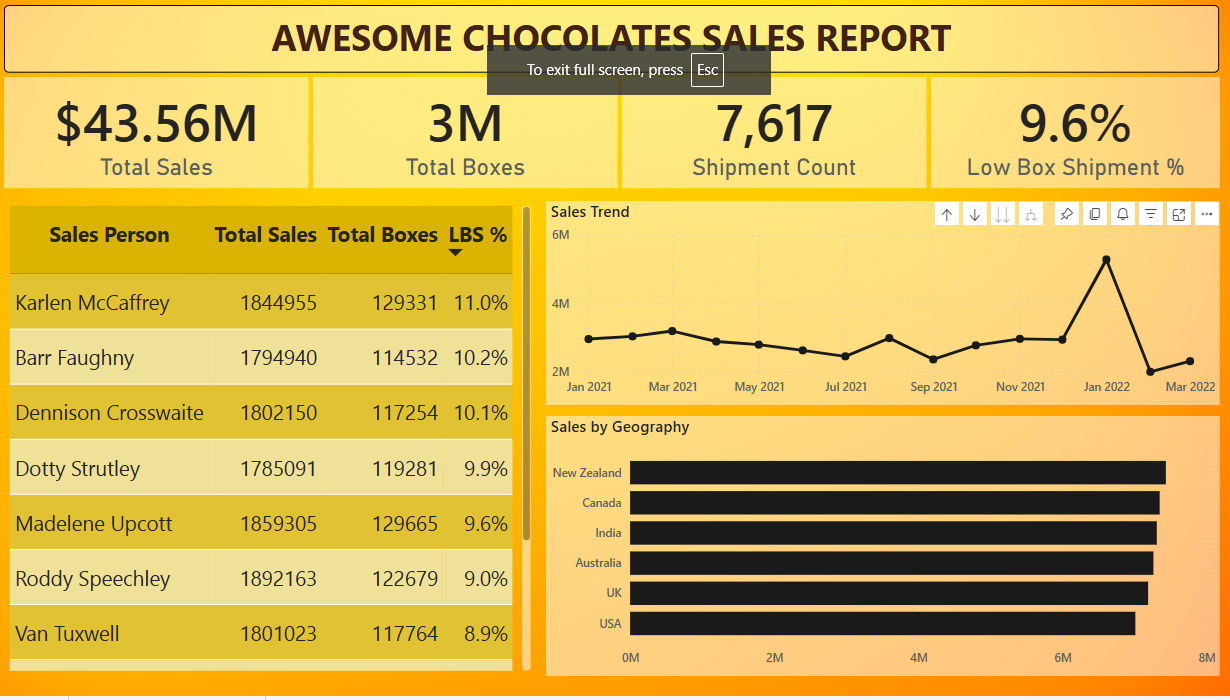 AWESOME CHOCOLATES SALES REPORT
To exit full screen, press Esc
$43.56M
Total Sales
3M
Total Boxes
7,617
Shipment Count
9.6%
Low Box Shipment %
Sales Person Total Sales Total Boxes LBS %
Karlen McCaffrey 1844955 129331 11.0%
Barr Faughny 1794940 114532 10.2%
Dennison Crosswaite 1802150 117254 10.1%
Dotty Strutley 1785091 119281 9.9%
Madelene Upcott 1859305 129665 9.6%
Roddy Speechley 1892163 122679 9.0%
Van Tuxwell 1801023 117764 8.9%
Sales Trend
6M
4M
2M
Jan 2021 Mar 2021 May 2021 Jul 2021 Sep 2021 Nov 2021 Jan 2022 Mar 2022
Sales by Geography
New Zealand
Canada
India
Australia
UK
USA
0M 2M 4M 6M 8M